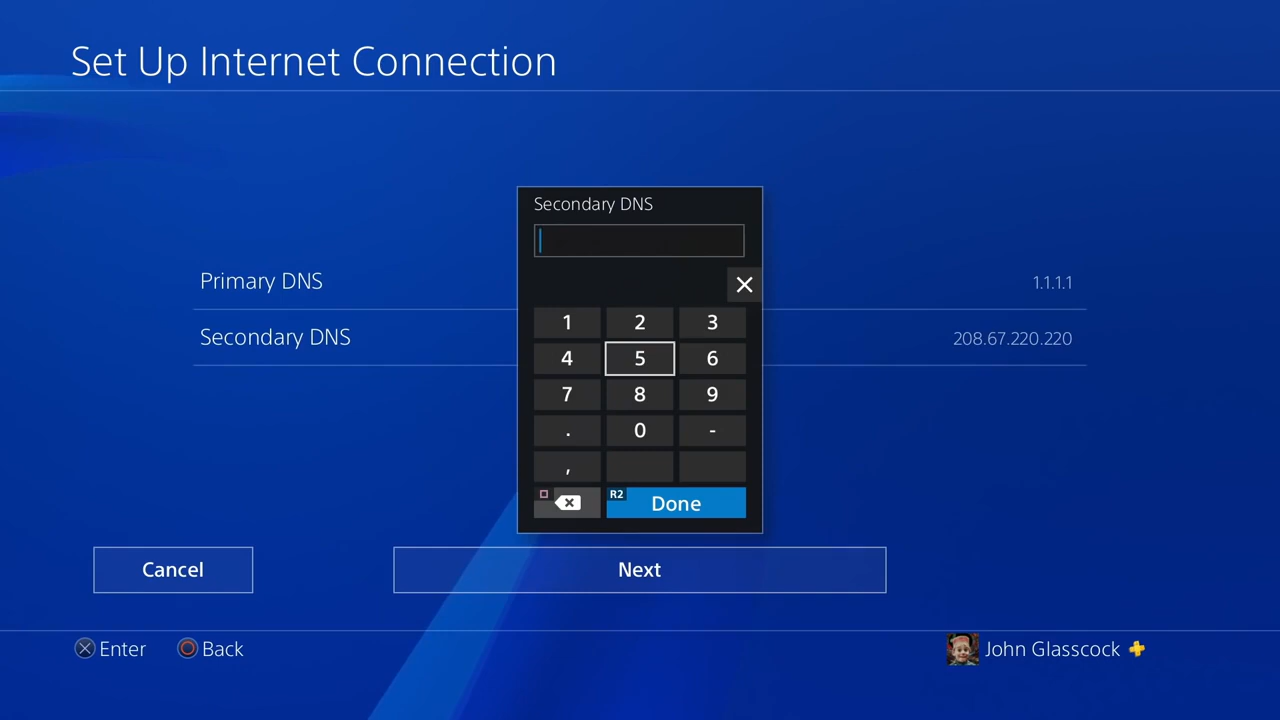 Set Up Internet Connection
Secondary DNS
Primary DNS 1.1.1.1
Secondary DNS 208.67.220.220
1 2 3
4 5 6
7 8 9
. 0 -
,
R2 Done
Cancel Next
Enter Back John Glasscock